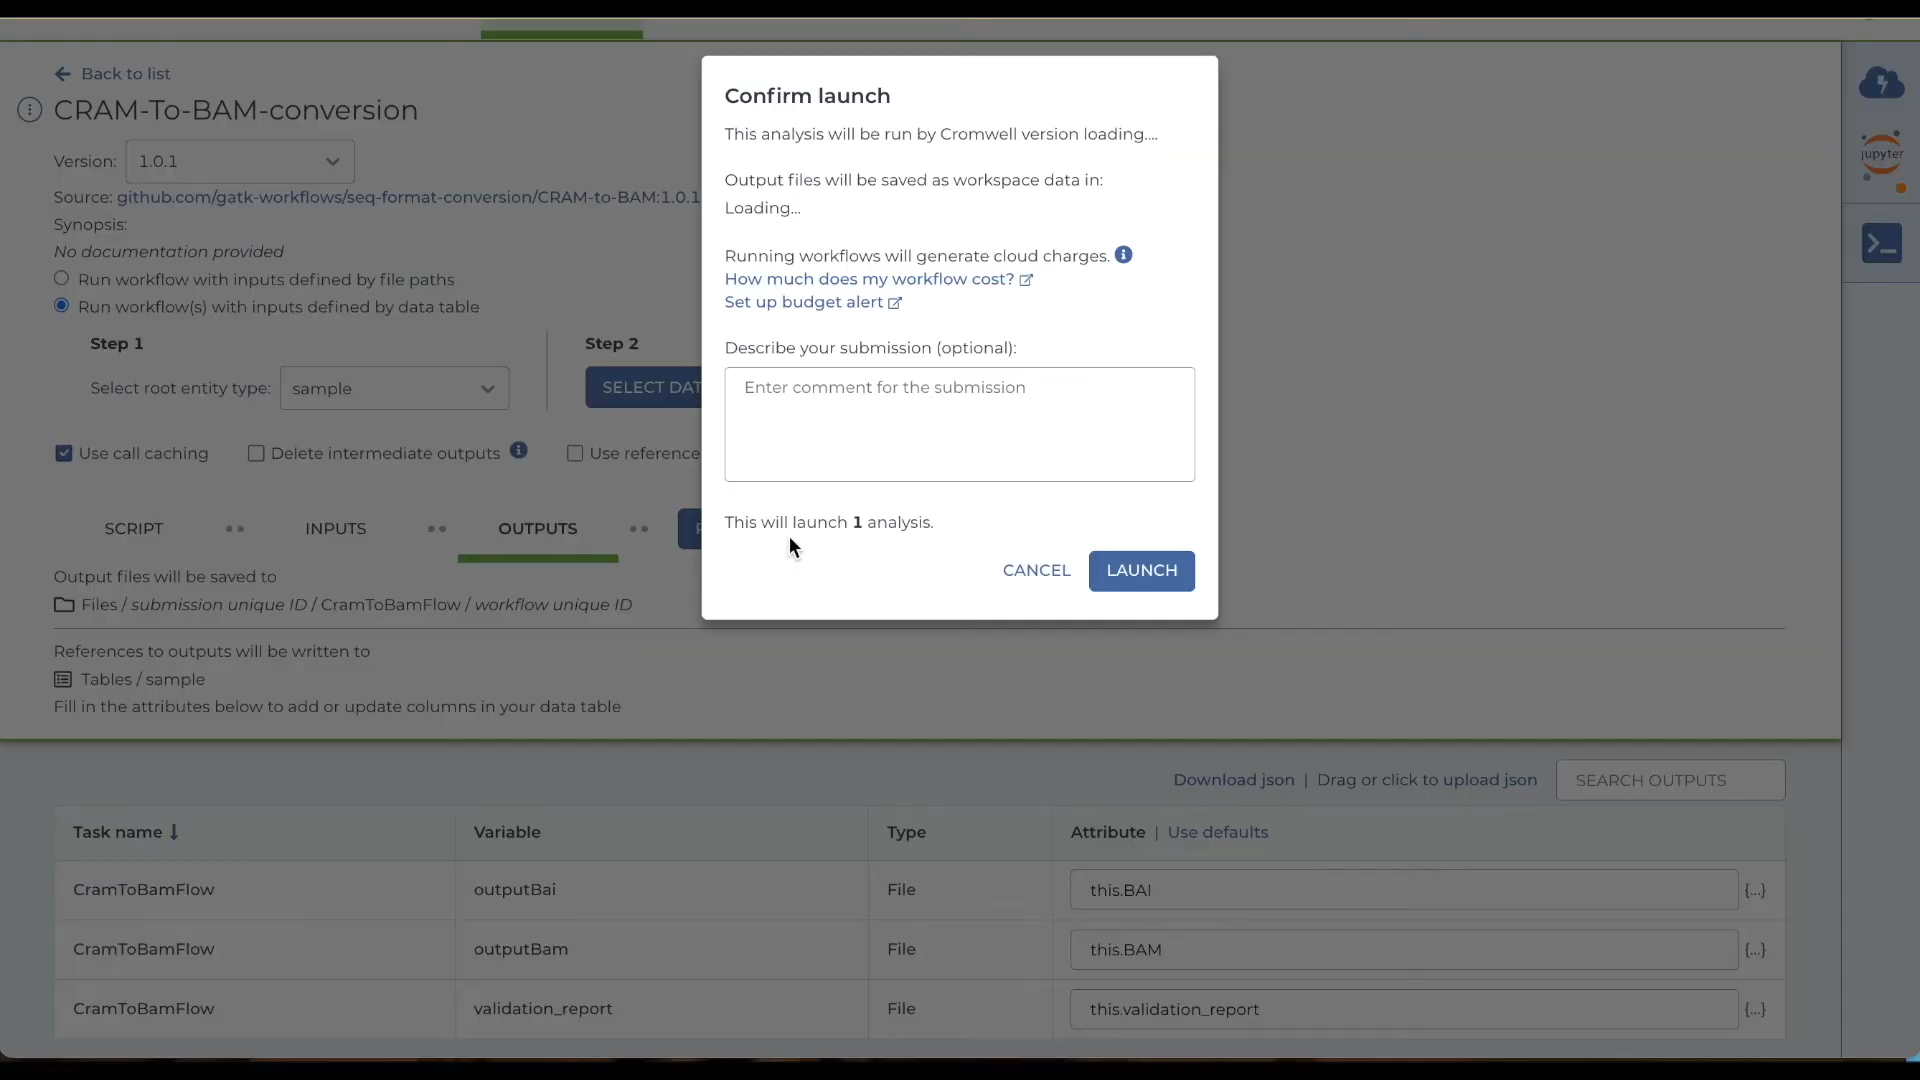 Back to list
CRAM-To-BAM-conversion
Version: 1.0.1
Source: github.com/gatk-workflows/seq-format-conversion/CRAM-to-BAM:1.0.1
Synopsis:
No documentation provided
Run workflow with inputs defined by file paths
Run workflow(s) with inputs defined by data table
Step 1
Step 2
Select root entity type: sample
SELECT DAT
Use call caching
Delete intermediate outputs
Use reference
SCRIPT
INPUTS
OUTPUTS
Output files will be saved to
Files / submission unique ID / CramToBamFlow / workflow unique ID
References to outputs will be written to
Tables / sample
Fill in the attributes below to add or update columns in your data table
Confirm launch
This analysis will be run by Cromwell version loading....
Output files will be saved as workspace data in:
Loading...
Running workflows will generate cloud charges.
How much does my workflow cost?
Set up budget alert
Describe your submission (optional):
Enter comment for the submission
This will launch 1 analysis.
CANCEL
LAUNCH
jupyter
Download json | Drag or click to upload json
SEARCH OUTPUTS
Task name Variable Type Attribute | Use defaults
CramToBamFlow outputBai File this.BAI {...}
CramToBamFlow outputBam File this.BAM {...}
CramToBamFlow validation_report File this.validation_report {...}